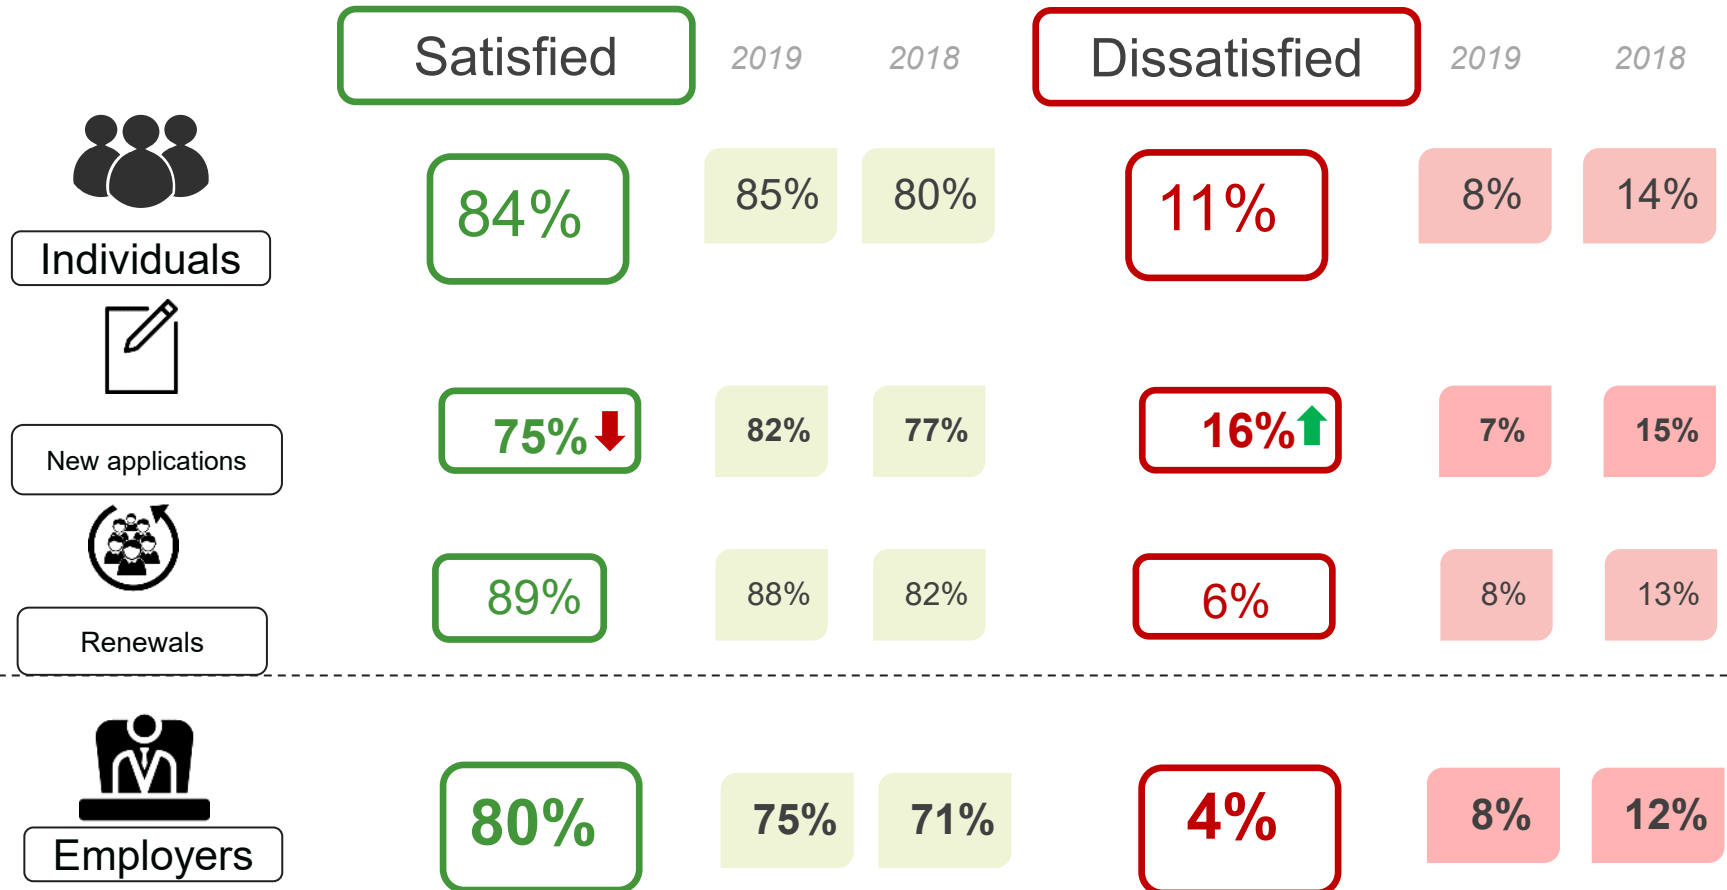 Satisfied 2019 2018 Dissatisfied 2019 2018
84% 85% 80% 11% 8% 14%
Individuals
75% 82% 77% 16% 7% 15%
New applications
89% 88% 82% 6% 8% 13%
Renewals
80% 75% 71% 4% 8% 12%
Employers